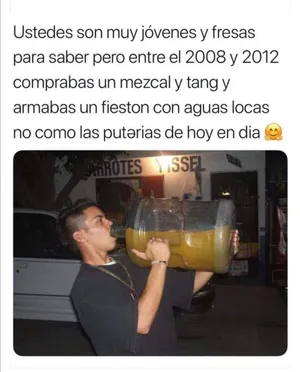 Ustedes son muy jóvenes y fresas
para saber pero entre el 2008 y 2012
comprabas un mezcal y tang y
armabas un fieston con aguas locas
no como las putarias de hoy en dia 🤗
ARROTES YISSEL